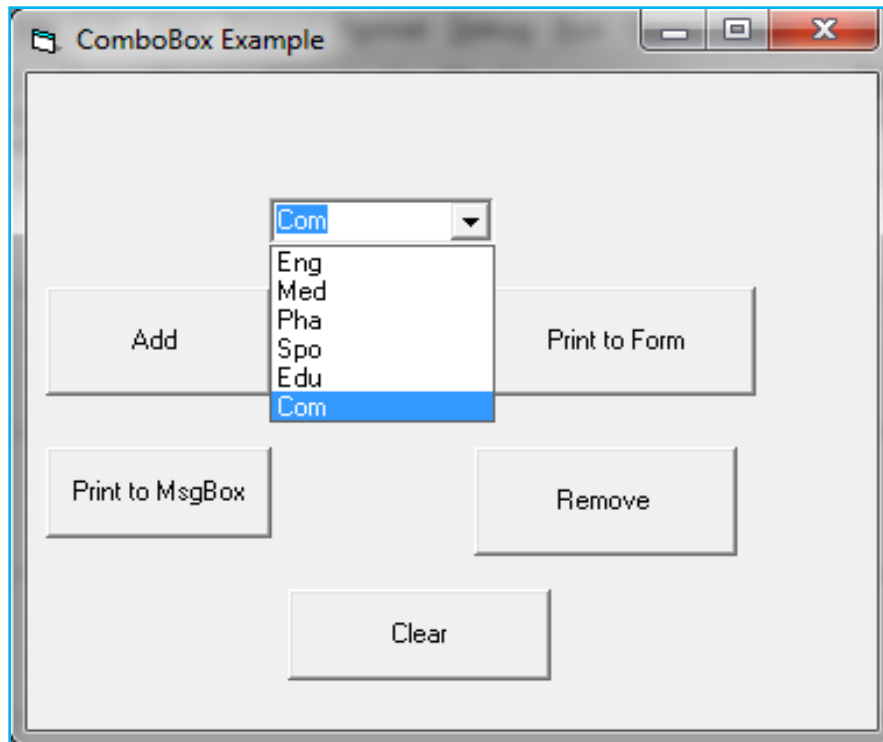 ComboBox Example
Com
Eng
Med
Pha
Spo
Edu
Com
Add
Print to Form
Print to MsgBox
Remove
Clear